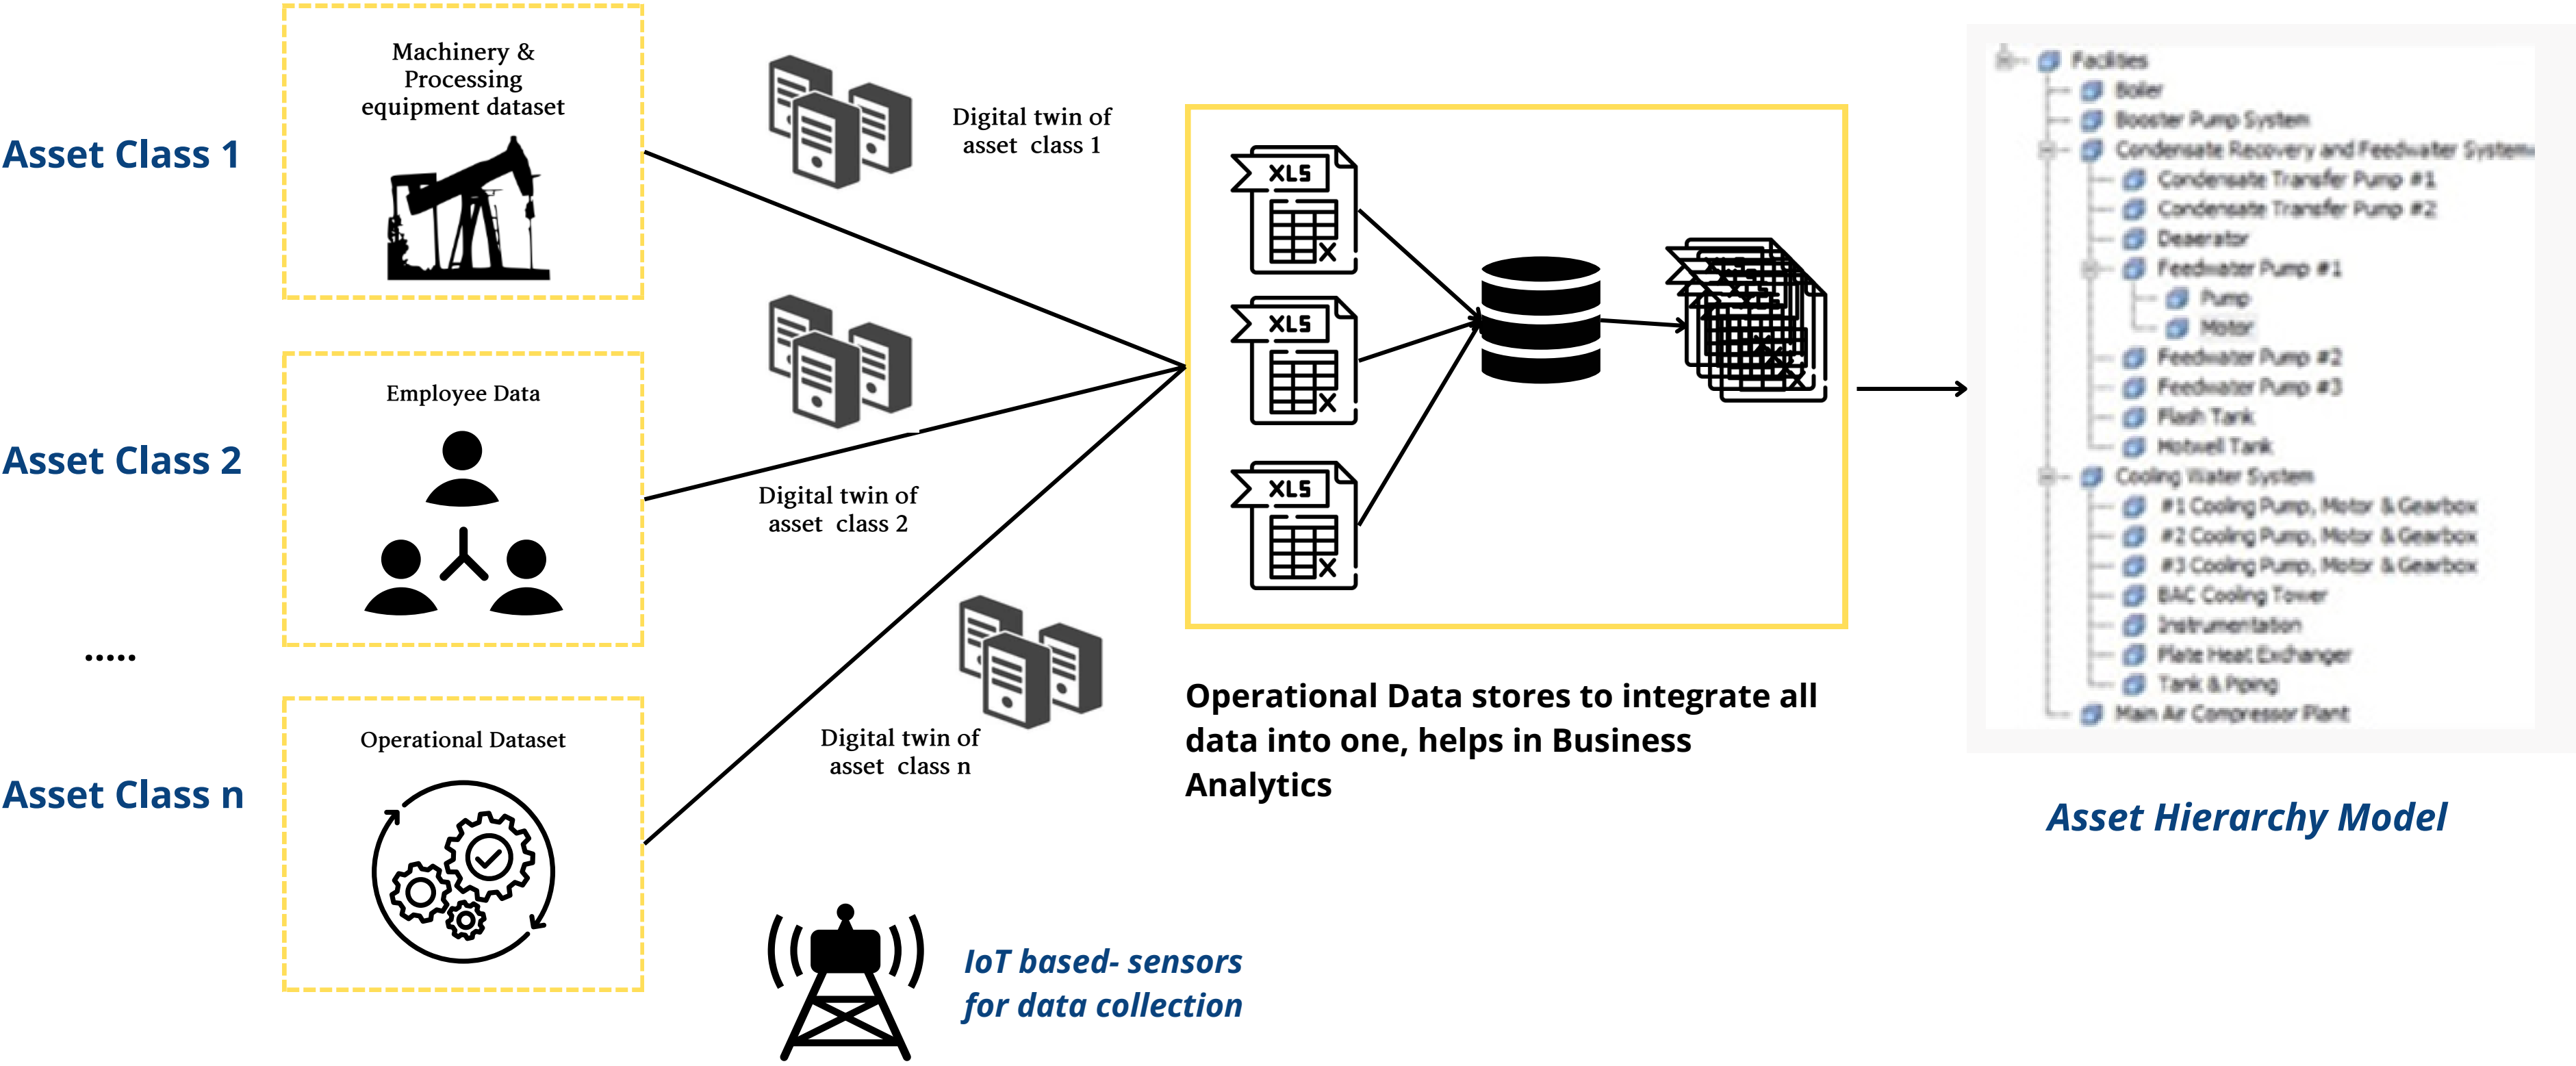 Asset Class 1
Machinery &
Processing
equipment dataset
Digital twin of
asset class 1
Asset Class 2
Employee Data
Digital twin of
asset class 2
.....
Asset Class n
Operational Dataset
Digital twin of
asset class n
IoT based- sensors
for data collection
XLS
XLS
XLS
XLS
Operational Data stores to integrate all
data into one, helps in Business
Analytics
Facilities
Boiler
Booster Pump System
Condensate Recovery and Feedwater System
Condensate Transfer Pump #1
Condensate Transfer Pump #2
Deaerator
Feedwater Pump #1
Pump
Motor
Feedwater Pump #2
Feedwater Pump #3
Flash Tank
Hotwell Tank
Cooling Water System
#1 Cooling Pump, Motor & Gearbox
#2 Cooling Pump, Motor & Gearbox
#3 Cooling Pump, Motor & Gearbox
BAC Cooling Tower
Instrumentation
Plate Heat Exchanger
Tank & Piping
Main Air Compressor Plant
Asset Hierarchy Model